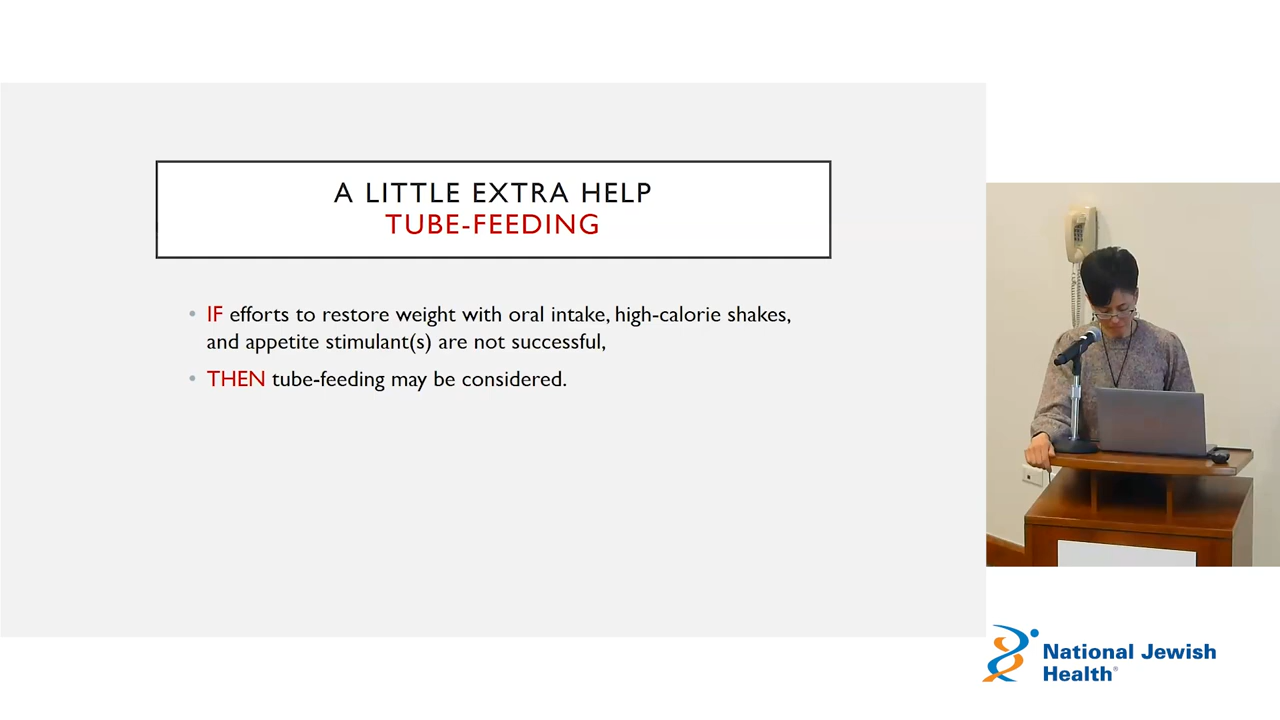 A LITTLE EXTRA HELP
TUBE-FEEDING
• IF efforts to restore weight with oral intake, high-calorie shakes,
and appetite stimulant(s) are not successful,
• THEN tube-feeding may be considered.
National Jewish
Health®